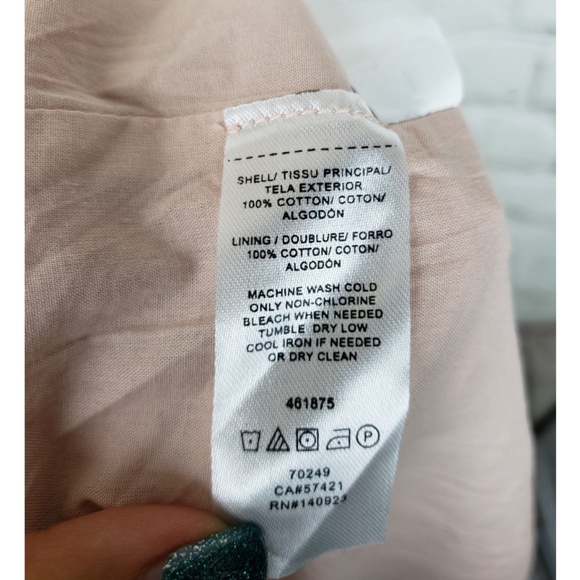 SHELL/ TISSU PRINCIPAL/
TELA EXTERIOR
100% COTTON/ COTON/
ALGODÓN
LINING / DOUBLURE/ FORRO
100% COTTON/ COTON/
ALGODÓN
MACHINE WASH COLD
ONLY NON-CHLORINE
BLEACH WHEN NEEDED
TUMBLE DRY LOW
COOL IRON IF NEEDED
OR DRY CLEAN
461875
P
70249
CA#57421
RN#140923